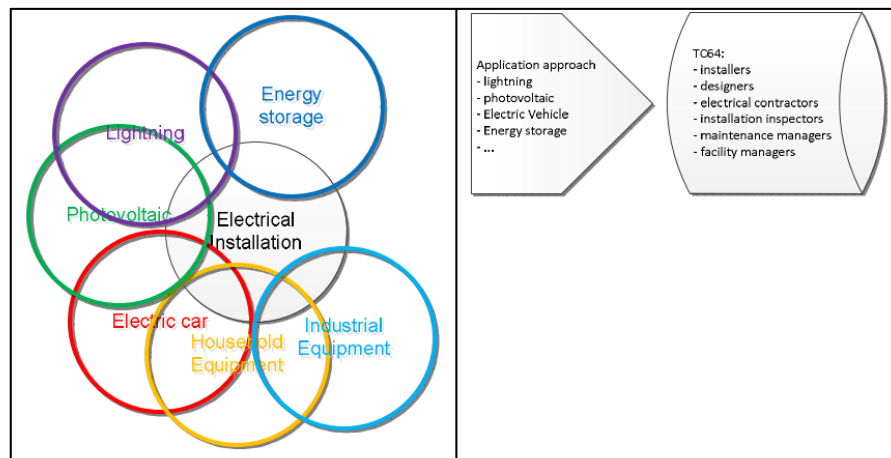 Energy
storage
Lightning
Photovoltaic
Electrical
Installation
Electric car
Household
Equipment
Industrial
Equipment
Application approach
- lightning
- photovoltaic
- Electric Vehicle
- Energy storage
- ...
TC64:
- installers
- designers
- electrical contractors
- installation inspectors
- maintenance managers
- facility managers